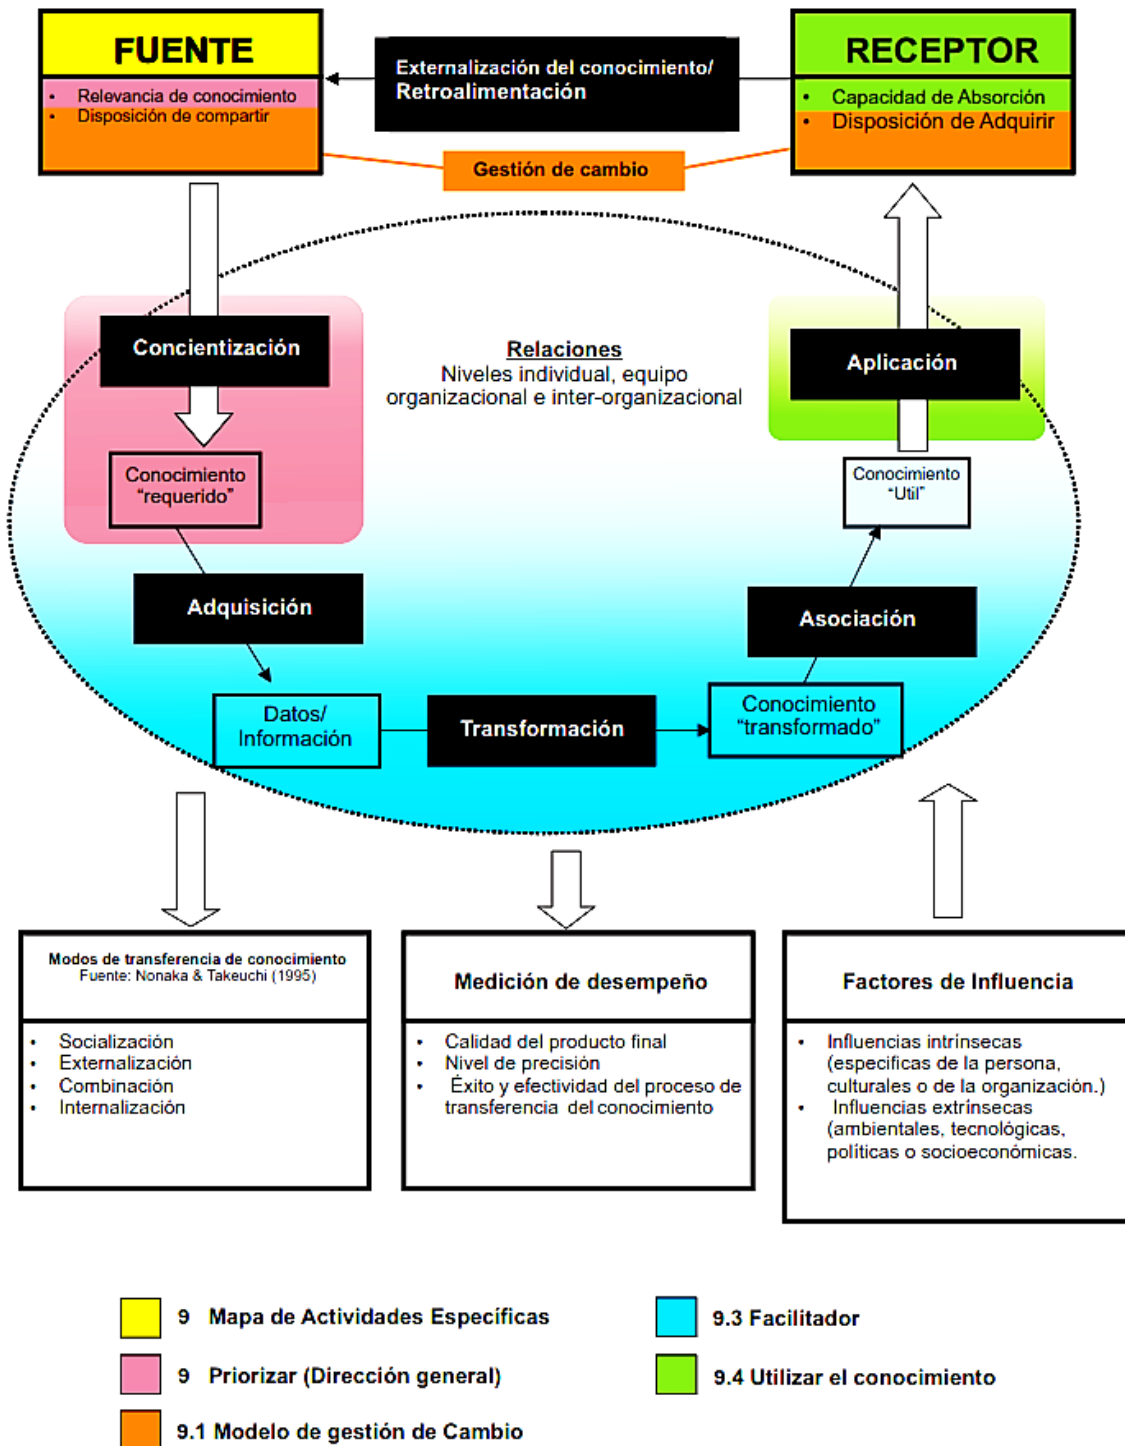 FUENTE
• Relevancia de conocimiento
• Disposición de compartir
Externalización del conocimiento/
Retroalimentación
RECEPTOR
• Capacidad de Absorción
• Disposición de Adquirir
Gestión de cambio
Concientización
Relaciones
Niveles individual, equipo
organizacional e inter-organizacional
Aplicación
Conocimiento
“requerido”
Conocimiento
“Util”
Adquisición
Asociación
Datos/
Información
Transformación
Conocimiento
“transformado”
Modos de transferencia de conocimiento
Fuente: Nonaka & Takeuchi (1995)
• Socialización
• Externalización
• Combinación
• Internalización
Medición de desempeño
• Calidad del producto final
• Nivel de precisión
• Éxito y efectividad del proceso de
transferencia del conocimiento
Factores de Influencia
• Influencias intrínsecas
(especificas de la persona,
culturales o de la organización.)
• Influencias extrínsecas
(ambientales, tecnológicas,
políticas o socioeconómicas.
9 Mapa de Actividades Específicas
9 Priorizar (Dirección general)
9.1 Modelo de gestión de Cambio
9.3 Facilitador
9.4 Utilizar el conocimiento